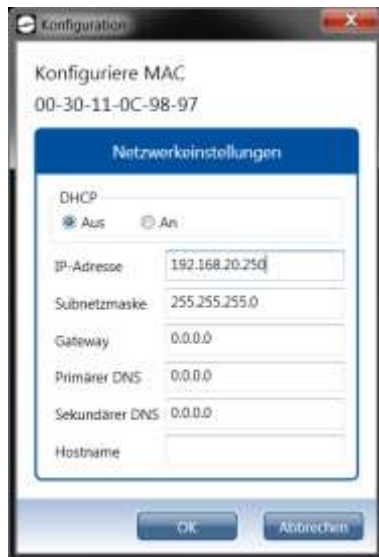 Konfiguration
Konfiguriere MAC
00-30-11-0C-98-97
Netzwerkeinstellungen
DHCP
Aus An
IP-Adresse 192.168.20.250
Subnetzmaske 255.255.255.0
Gateway 0.0.0.0
Primärer DNS 0.0.0.0
Sekundärer DNS 0.0.0.0
Hostname
OK Abbrechen